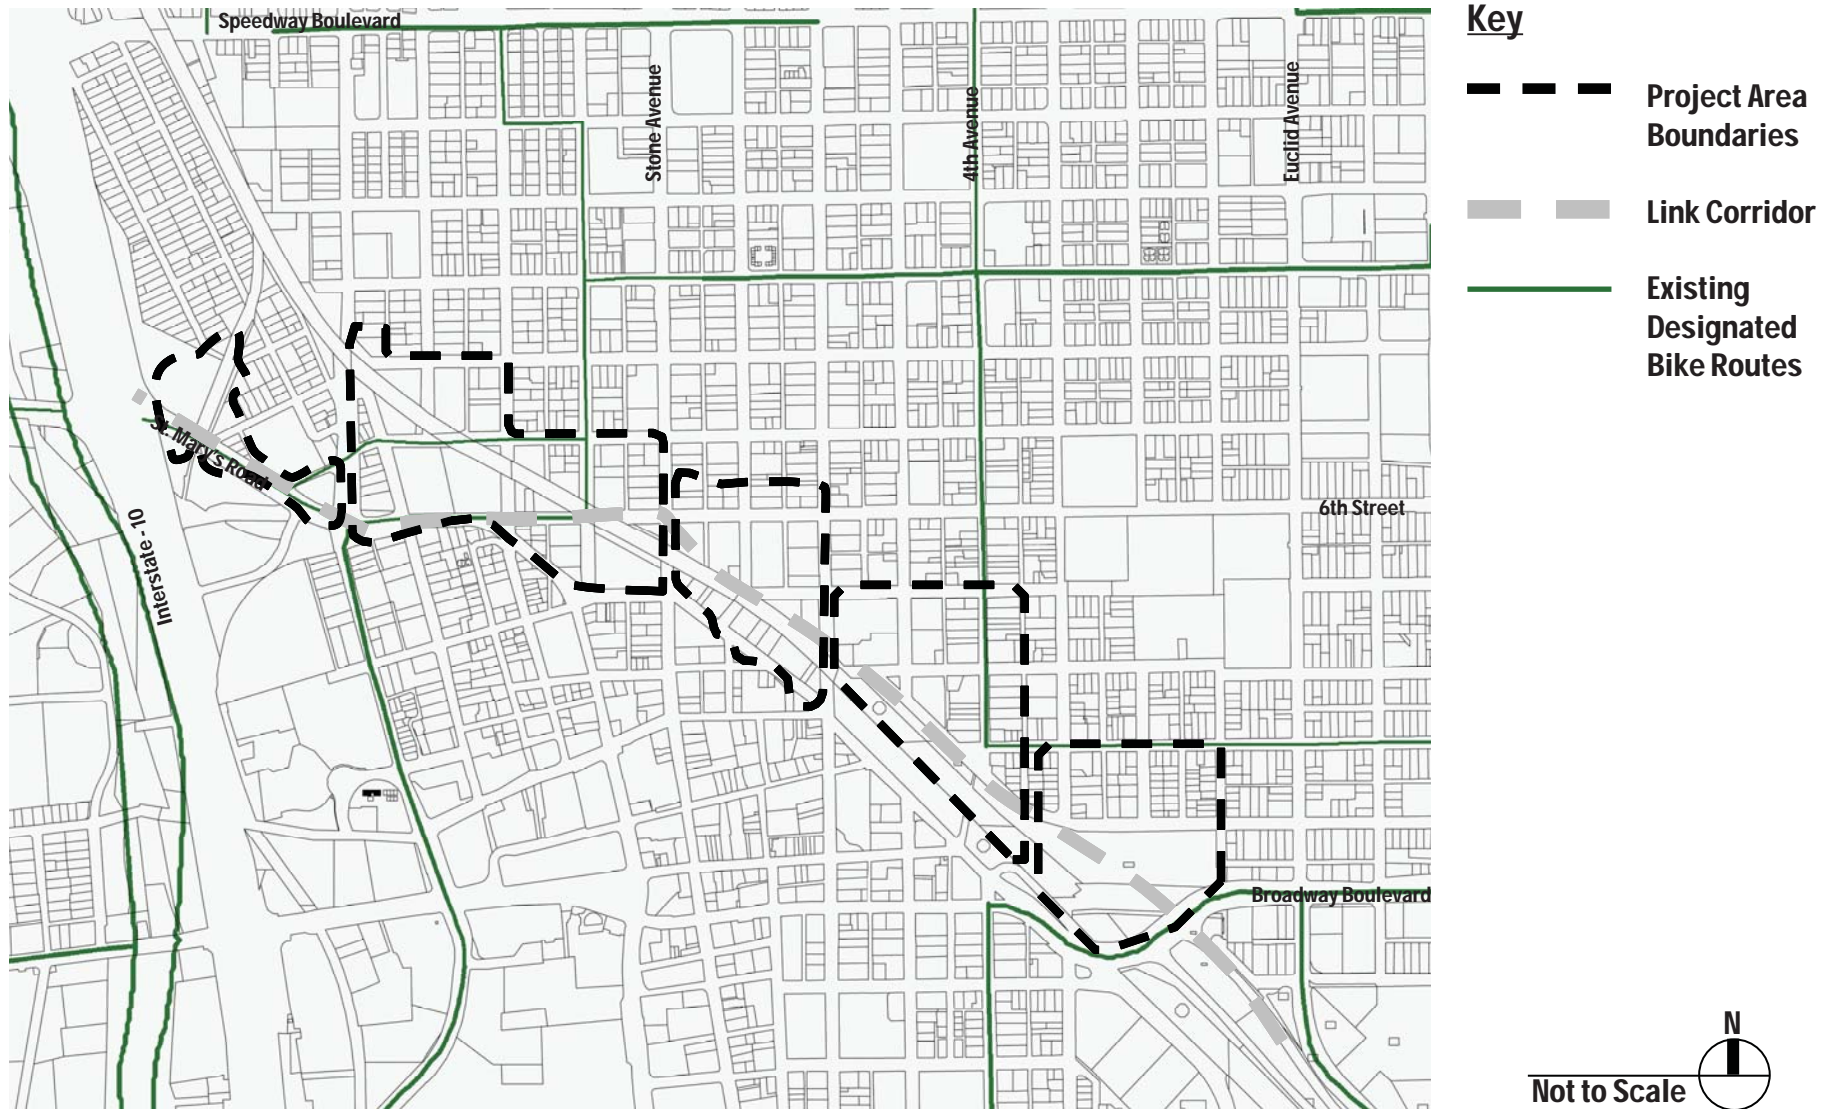 Speedway Boulevard
Stone Avenue
4th Avenue
Euclid Avenue
St. Mary's Road
Interstate - 10
6th Street
Broadway Boulevard
Key
Project Area
Boundaries
Link Corridor
Existing
Designated
Bike Routes
N
Not to Scale